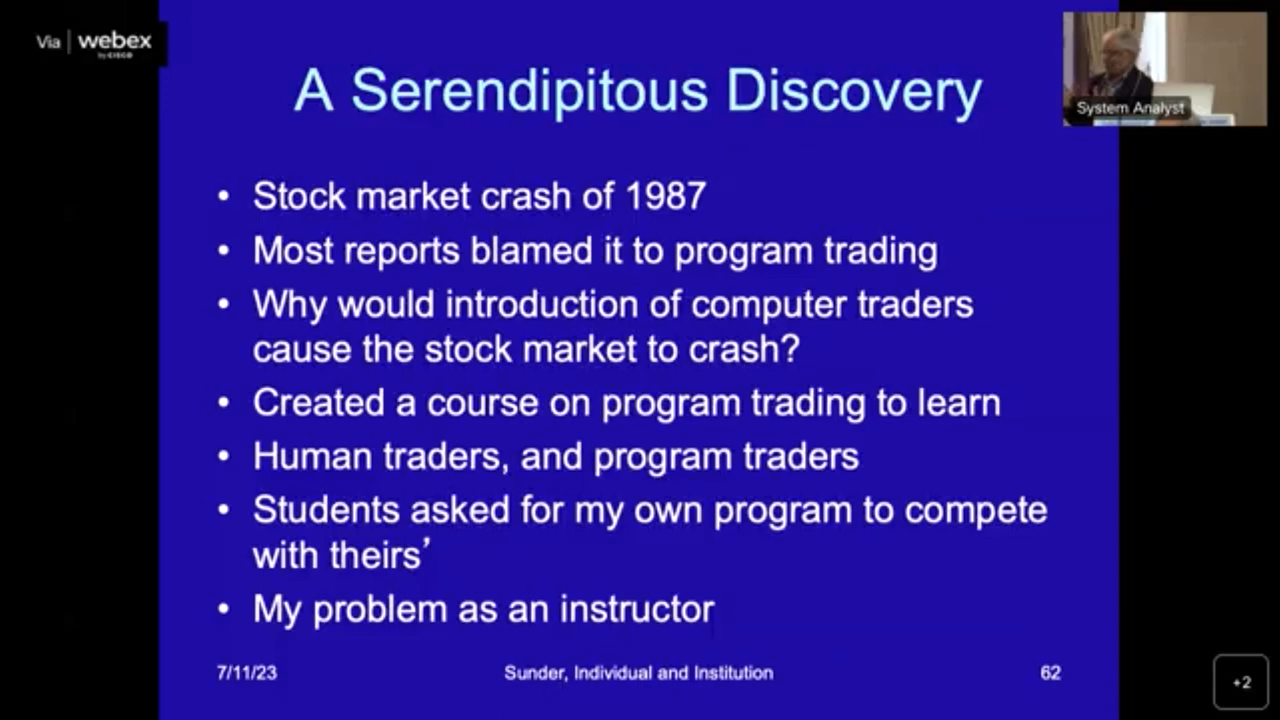 Via | webex
by CISCO
A Serendipitous Discovery
System Analyst
• Stock market crash of 1987
• Most reports blamed it to program trading
• Why would introduction of computer traders
cause the stock market to crash?
• Created a course on program trading to learn
• Human traders, and program traders
• Students asked for my own program to compete
with theirs’
• My problem as an instructor
7/11/23
Sunder, Individual and Institution
62
+2